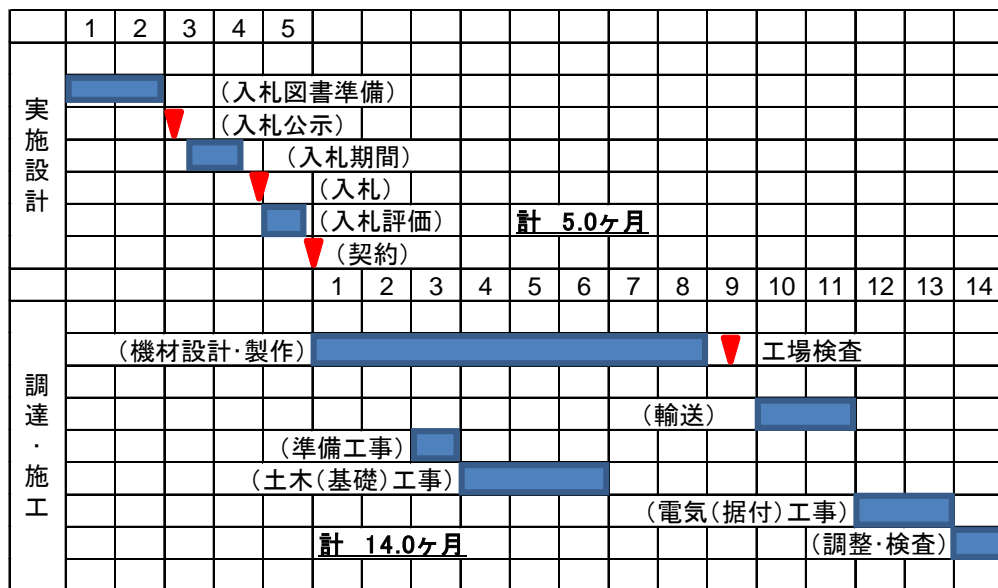 1 2 3 4 5
実施設計
（入札図書準備）
（入札公示）
（入札期間）
（入札）
（入札評価） 計 5.0ヶ月
（契約）
1 2 3 4 5 6 7 8 9 10 11 12 13 14
調達・施工
（機材設計・製作） 工場検査
（輸送）
（準備工事）
（土木（基礎）工事）
（電気（据付）工事）
計 14.0ヶ月 （調整・検査）